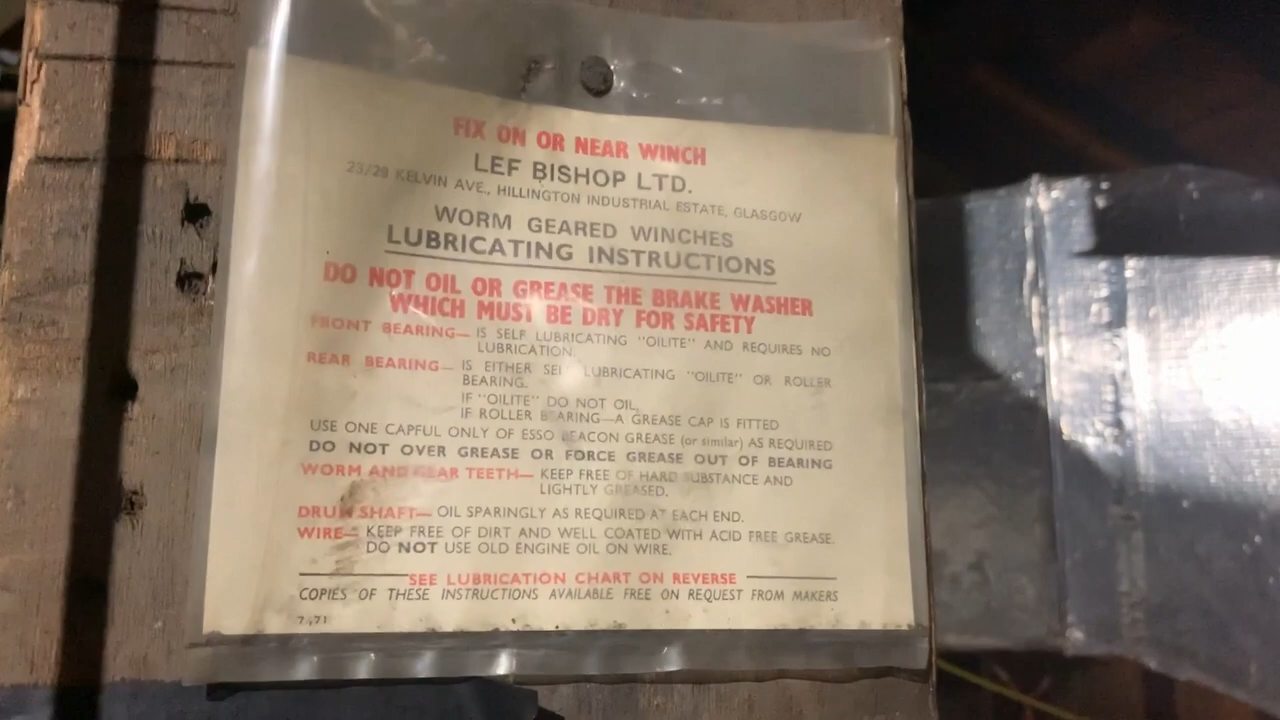 FIX ON OR NEAR WINCH
LEF BISHOP LTD.
23/29 KELVIN AVE., HILLINGTON INDUSTRIAL ESTATE, GLASGOW
WORM GEARED WINCHES
LUBRICATING INSTRUCTIONS
DO NOT OIL OR GREASE THE BRAKE WASHER
WHICH MUST BE DRY FOR SAFETY
FRONT BEARING— IS SELF LUBRICATING "OILITE" AND REQUIRES NO
LUBRICATION.
REAR BEARING— IS EITHER SELF LUBRICATING "OILITE" OR ROLLER
BEARING.
IF "OILITE" DO NOT OIL.
IF ROLLER BEARING—A GREASE CAP IS FITTED
USE ONE CAPFUL ONLY OF ESSO BEACON GREASE (or similar) AS REQUIRED
DO NOT OVER GREASE OR FORCE GREASE OUT OF BEARING
WORM AND GEAR TEETH— KEEP FREE OF HARD SUBSTANCE AND
LIGHTLY GREASED.
DRUM SHAFT— OIL SPARINGLY AS REQUIRED AT EACH END.
WIRE— KEEP FREE OF DIRT AND WELL COATED WITH ACID FREE GREASE.
DO NOT USE OLD ENGINE OIL ON WIRE.
SEE LUBRICATION CHART ON REVERSE
COPIES OF THESE INSTRUCTIONS AVAILABLE FREE ON REQUEST FROM MAKERS